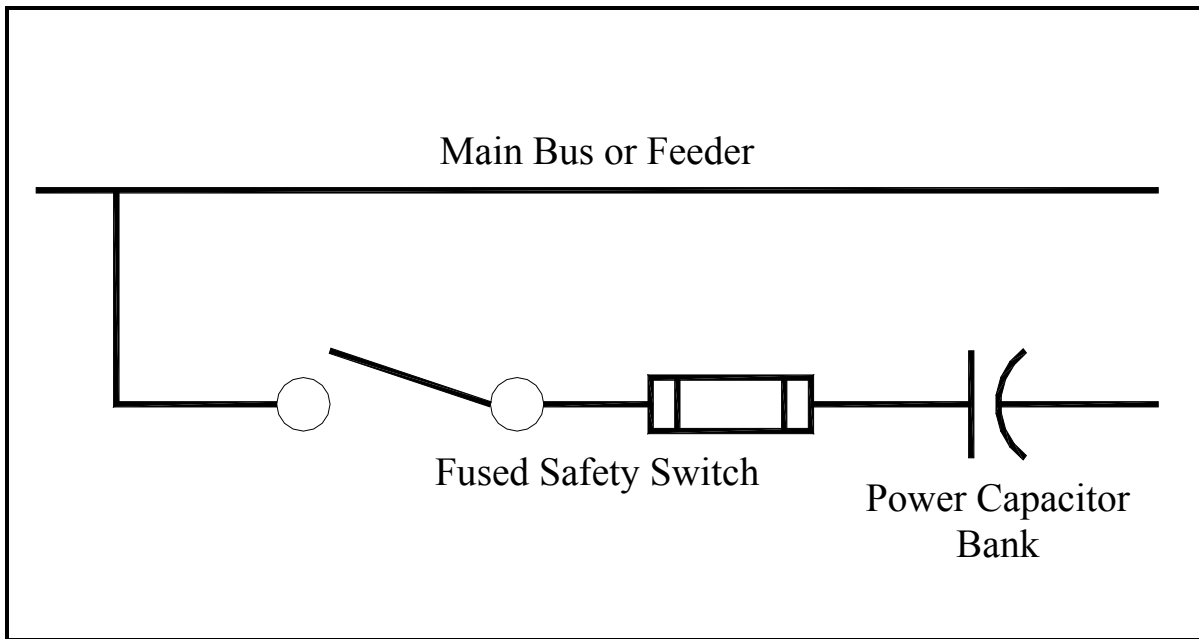 Main Bus or Feeder
Fused Safety Switch
Power Capacitor
Bank